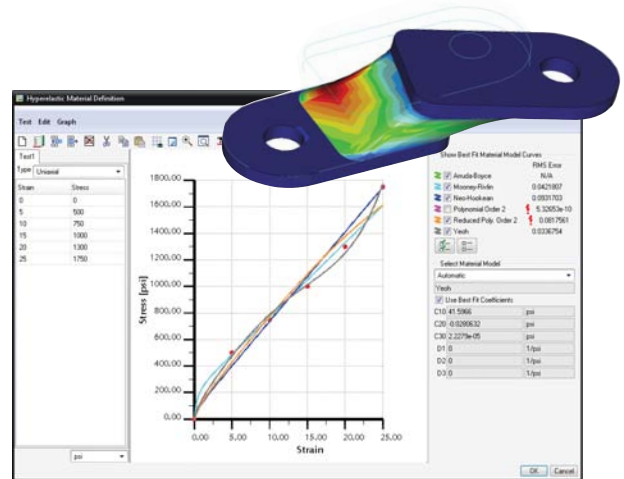 Hyperelastic Material Definition
Test Edit Graph
Test1
Type Uniaxial
Strain Stress
0 0
5 500
10 750
15 1000
20 1300
25 1750
psi
Stress [psi]
1800.00
1600.00
1400.00
1200.00
1000.00
800.00
600.00
400.00
200.00
0.00
0.00 5.00 10.00 15.00 20.00 25.00
Strain
Show Best Fit Material Model Curves
RMS Error
Arruda-Boyce N/A
Mooney-Rivlin 0.0421807
Neo-Hookean 0.0931703
Polynomial Order 2 5.32653e-10
Reduced Poly. Order 2 0.0817561
Yeoh 0.0336754
Select Material Model
Automatic
Yeoh
Use Best Fit Coefficients
C10 41.5966 psi
C20 -0.0280632 psi
C30 2.2279e-05 psi
D1 0 1/psi
D2 0 1/psi
D3 0 1/psi
OK Cancel